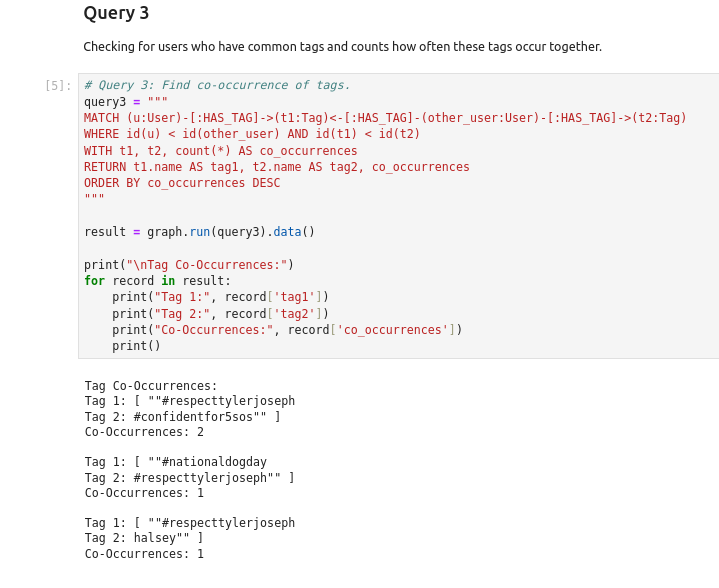 Query 3
Checking for users who have common tags and counts how often these tags occur together.
[5]: # Query 3: Find co-occurrence of tags.
query3 = """
MATCH (u:User)-[:HAS_TAG]->(t1:Tag)<-[:HAS_TAG]-(other_user:User)-[:HAS_TAG]->(t2:Tag)
WHERE id(u) < id(other_user) AND id(t1) < id(t2)
WITH t1, t2, count(*) AS co_occurrences
RETURN t1.name AS tag1, t2.name AS tag2, co_occurrences
ORDER BY co_occurrences DESC
"""
result = graph.run(query3).data()
print("\nTag Co-Occurrences:")
for record in result:
    print("Tag 1:", record['tag1'])
    print("Tag 2:", record['tag2'])
    print("Co-Occurrences:", record['co_occurrences'])
    print()
Tag Co-Occurrences:
Tag 1: [ ""#respecttylerjoseph
Tag 2: #confidentfor5sos"" ]
Co-Occurrences: 2
Tag 1: [ ""#nationaldogday
Tag 2: #respecttylerjoseph"" ]
Co-Occurrences: 1
Tag 1: [ ""#respecttylerjoseph
Tag 2: halsey"" ]
Co-Occurrences: 1